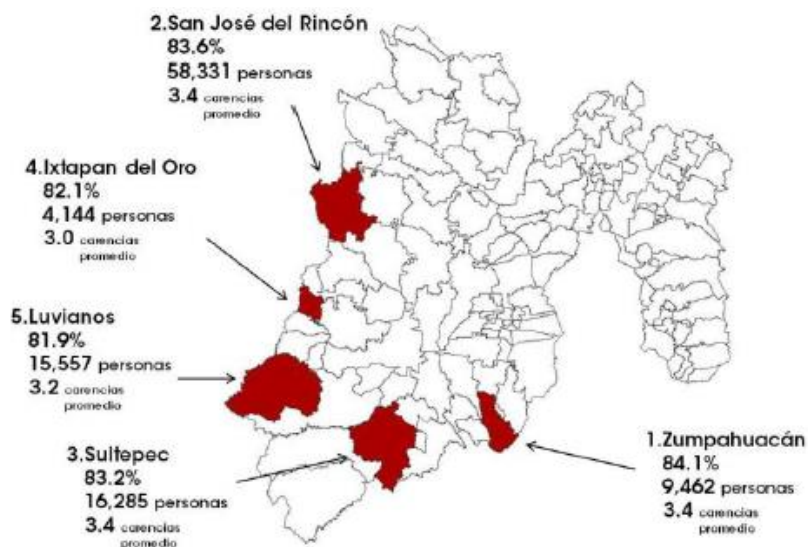 2.San José del Rincón
83.6%
58,331 personas
3.4 carencias
promedio
4.Ixtapan del Oro
82.1%
4,144 personas
3.0 carencias
promedio
5.Luvianos
81.9%
15,557 personas
3.2 carencias
promedio
3.Sultepec
83.2%
16,285 personas
3.4 carencias
promedio
1.Zumpahuacán
84.1%
9,462 personas
3.4 carencias
promedio